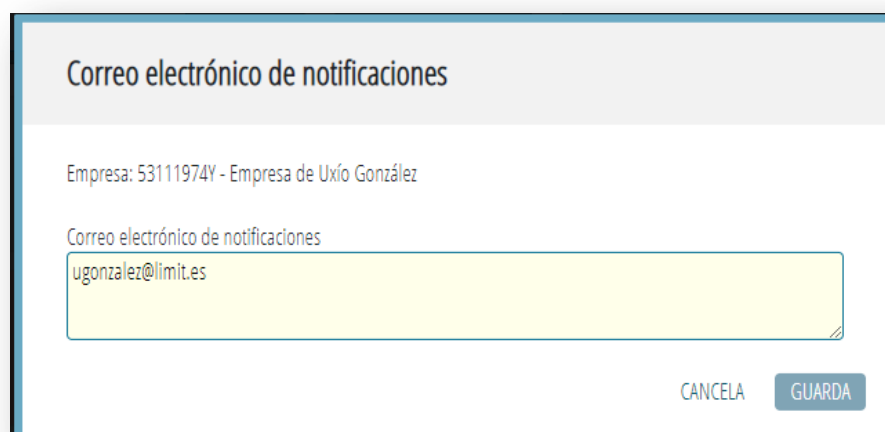 Correo electrónico de notificaciones
Empresa: 53111974Y - Empresa de Uxío González
Correo electrónico de notificaciones
ugonzalez@limit.es
CANCELA GUARDA